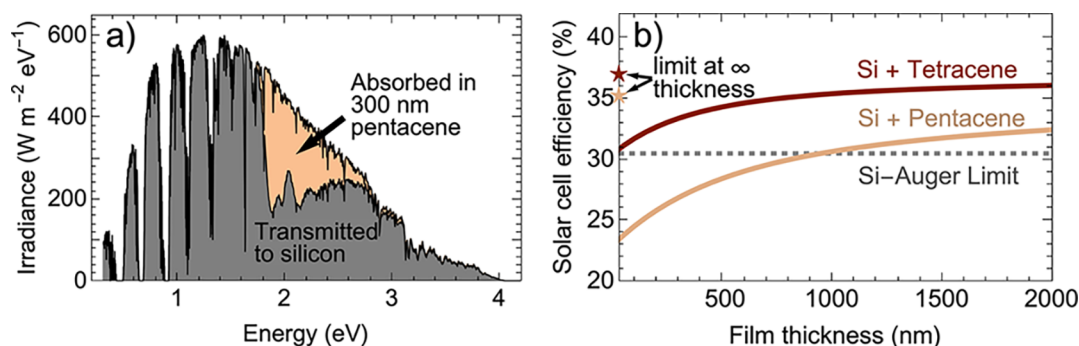 a)
600
400
200
0
Irradiance (W m⁻² eV⁻¹)
Absorbed in
300 nm
pentacene
Transmitted
to silicon
1
2
3
4
Energy (eV)
b)
40
35
30
25
20
Solar cell efficiency (%)
limit at ∞
thickness
Si + Tetracene
Si + Pentacene
Si–Auger Limit
500
1000
1500
2000
Film thickness (nm)